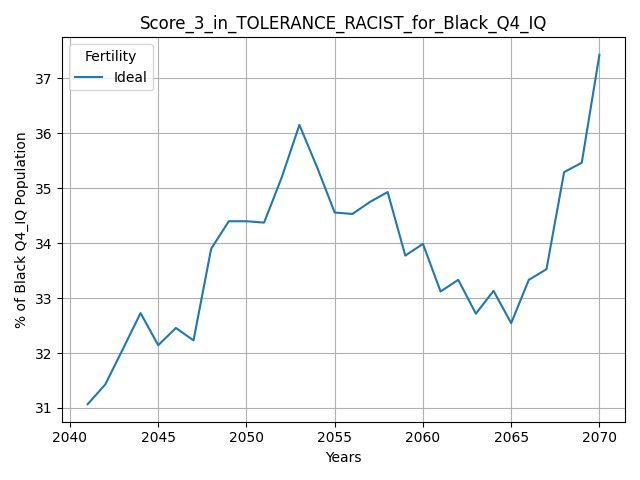 Score_3_in_TOLERANCE_RACIST_for_Black_Q4_IQ
Fertility
Ideal
% of Black Q4_IQ Population
37
36
35
34
33
32
31
2040 2045 2050 2055 2060 2065 2070
Years